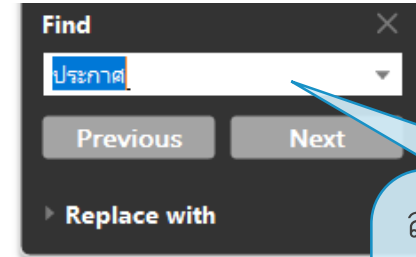 Find
ประกาศ
Previous Next
Replace with